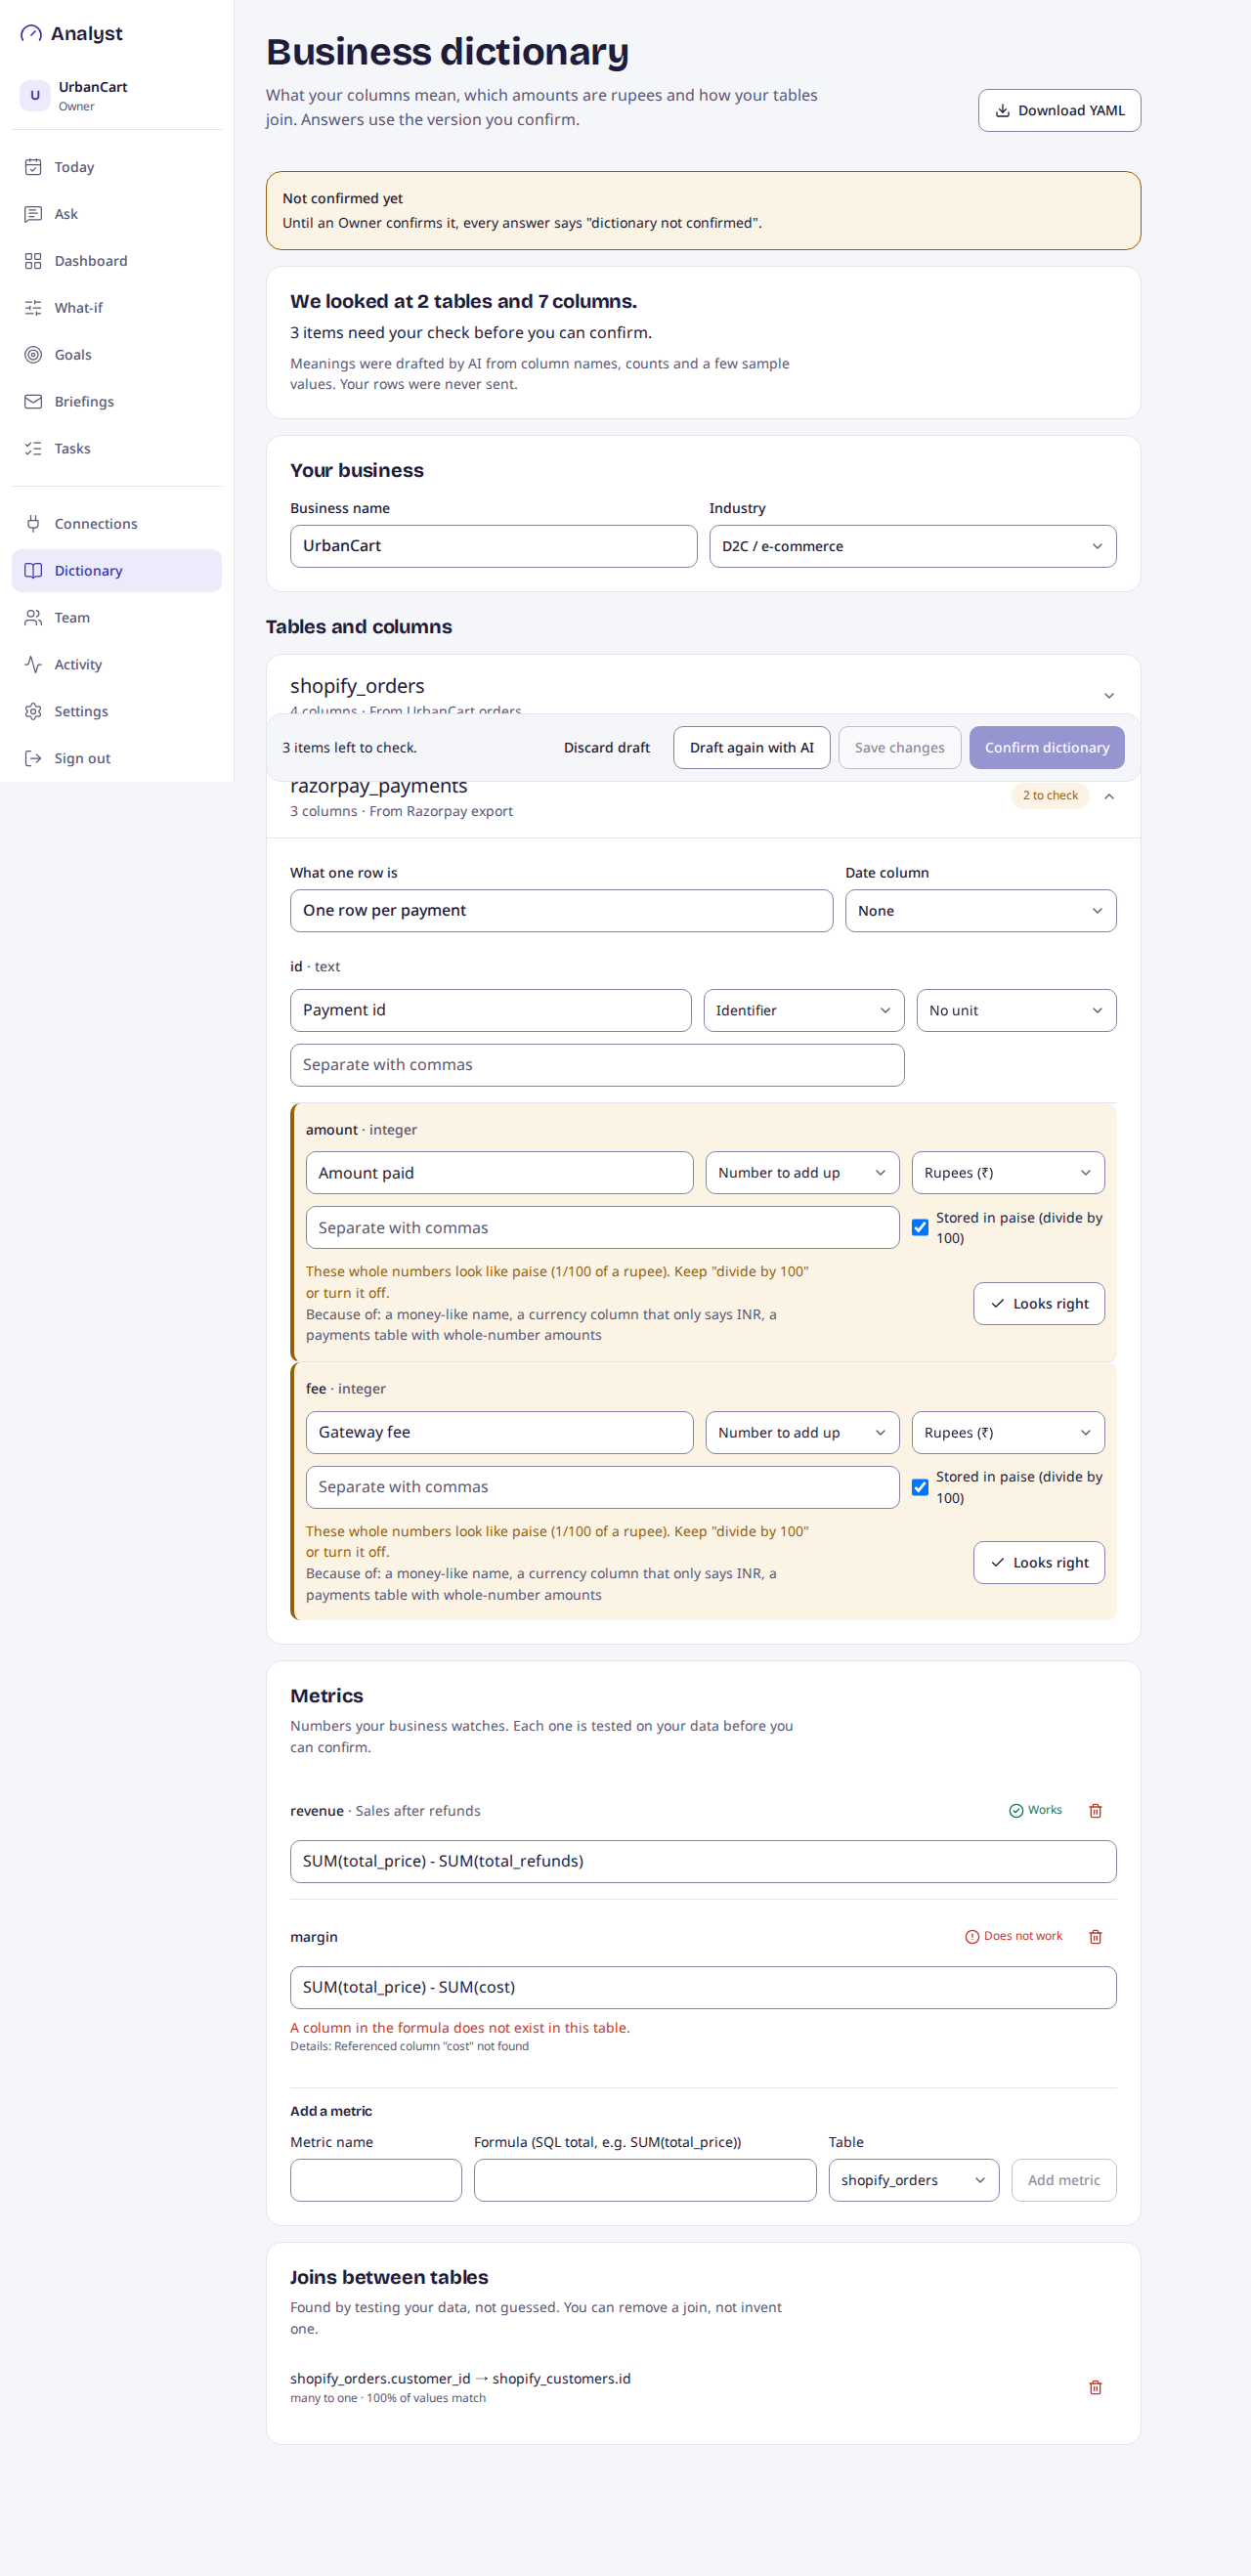 Analyst
U
UrbanCart
Owner
Today
Ask
Dashboard
What-if
Goals
Briefings
Tasks
Connections
Dictionary
Team
Activity
Settings
Sign out
Business dictionary
What your columns mean, which amounts are rupees and how your tables
join. Answers use the version you confirm.
Download YAML
Not confirmed yet
Until an Owner confirms it, every answer says "dictionary not confirmed".
We looked at 2 tables and 7 columns.
3 items need your check before you can confirm.
Meanings were drafted by AI from column names, counts and a few sample
values. Your rows were never sent.
Your business
Business name
Industry
UrbanCart
D2C / e-commerce
Tables and columns
shopify_orders
4 columns · From UrbanCart orders
3 items left to check.
Discard draft
Draft again with AI
Save changes
Confirm dictionary
razorpay_payments
3 columns · From Razorpay export
2 to check
What one row is
Date column
One row per payment
None
id · text
Payment id
Identifier
No unit
Separate with commas
amount · integer
Amount paid
Number to add up
Rupees (₹)
Separate with commas
Stored in paise (divide by
100)
These whole numbers look like paise (1/100 of a rupee). Keep "divide by 100"
or turn it off.
Because of: a money-like name, a currency column that only says INR, a
payments table with whole-number amounts
Looks right
fee · integer
Gateway fee
Number to add up
Rupees (₹)
Separate with commas
Stored in paise (divide by
100)
These whole numbers look like paise (1/100 of a rupee). Keep "divide by 100"
or turn it off.
Because of: a money-like name, a currency column that only says INR, a
payments table with whole-number amounts
Looks right
Metrics
Numbers your business watches. Each one is tested on your data before you
can confirm.
revenue · Sales after refunds
Works
SUM(total_price) - SUM(total_refunds)
margin
Does not work
SUM(total_price) - SUM(cost)
A column in the formula does not exist in this table.
Details: Referenced column "cost" not found
Add a metric
Metric name
Formula (SQL total, e.g. SUM(total_price))
Table
shopify_orders
Add metric
Joins between tables
Found by testing your data, not guessed. You can remove a join, not invent
one.
shopify_orders.customer_id → shopify_customers.id
many to one · 100% of values match